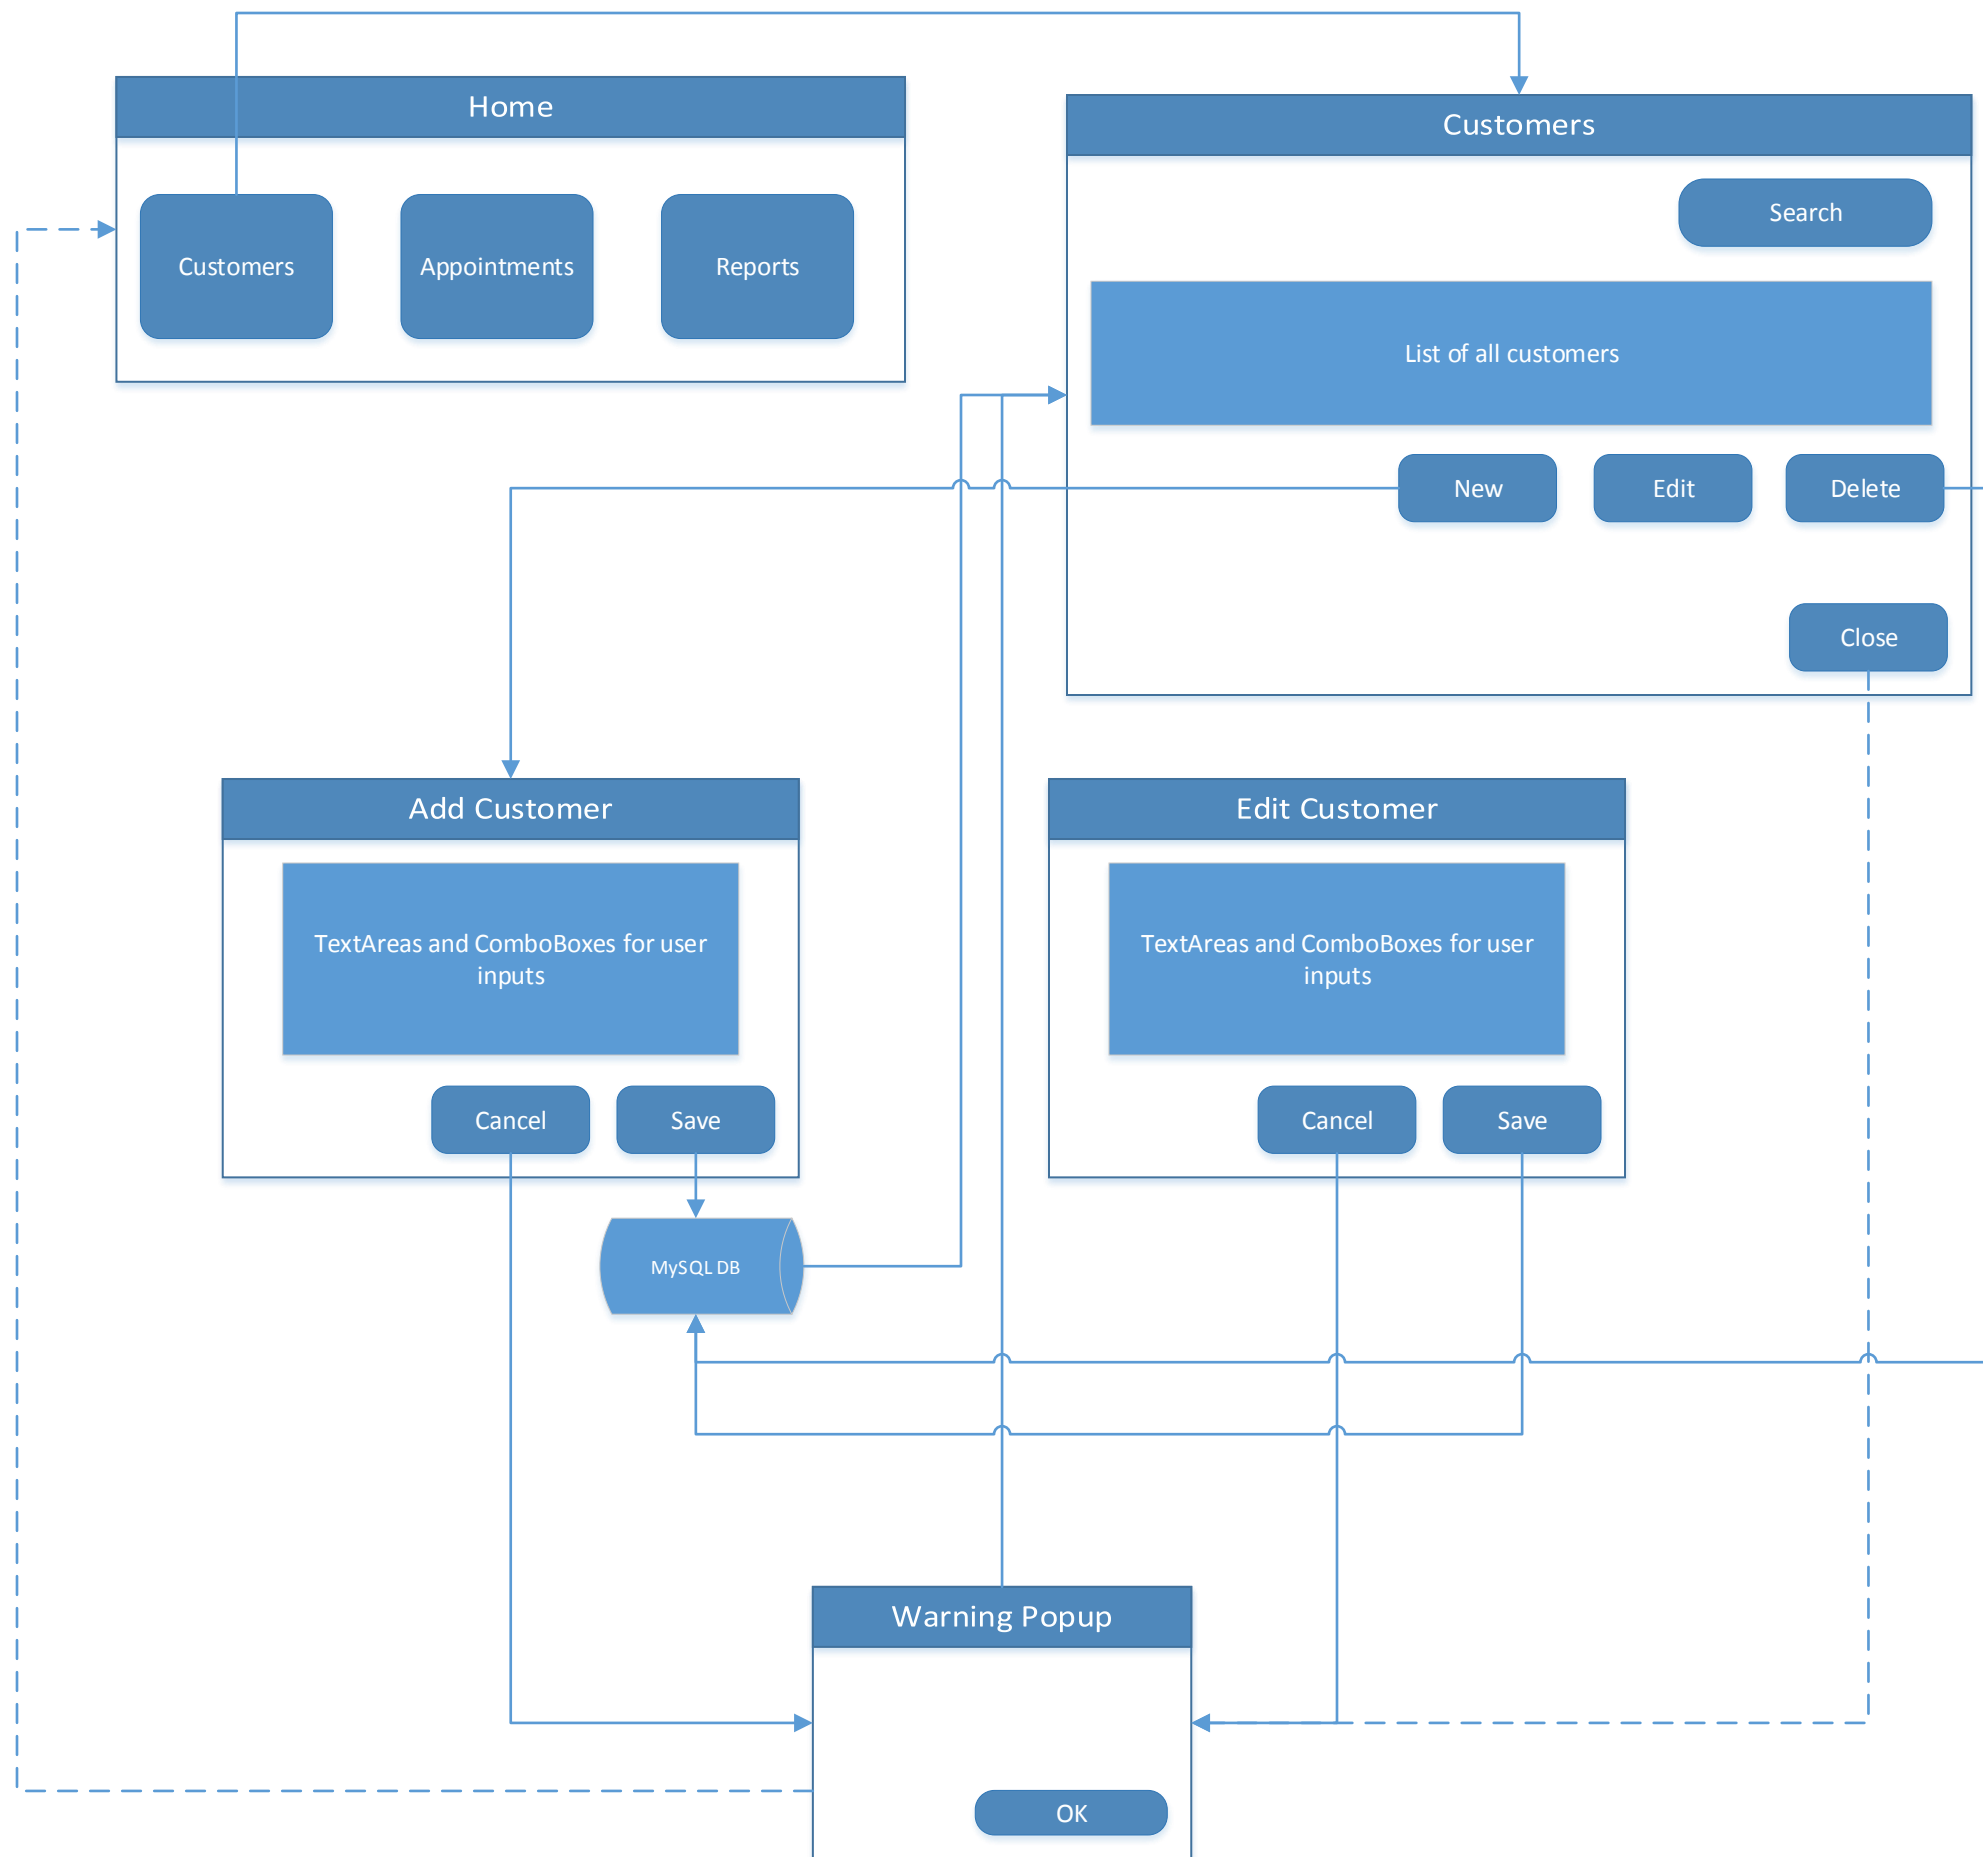 Home
Customers
Appointments
Reports
Customers
Search
List of all customers
New
Edit
Delete
Close
Add Customer
TextAreas and ComboBoxes for user
inputs
Cancel
Save
Edit Customer
TextAreas and ComboBoxes for user
inputs
Cancel
Save
MySQL DB
Warning Popup
OK